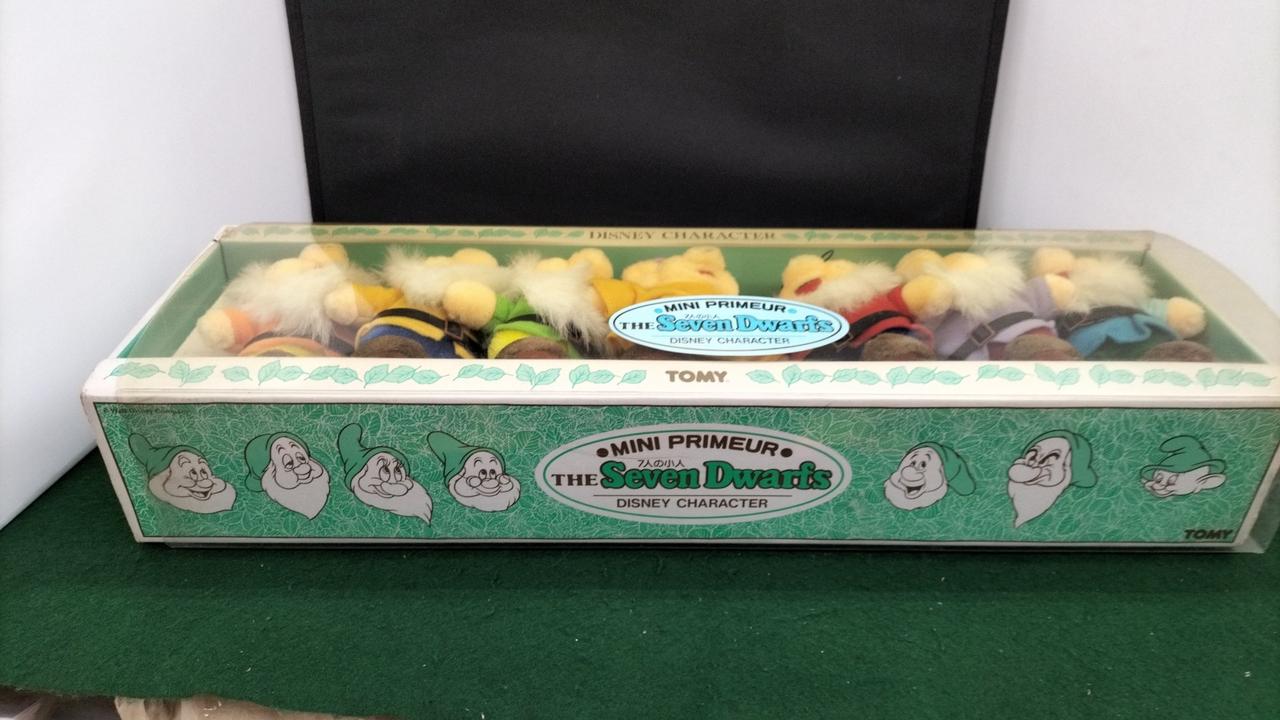 DISNEY CHARACTER
MINI PRIMEUR
7人の小人
THE Seven Dwarfs
DISNEY CHARACTER
TOMY
•MINI PRIMEUR•
7人の小人
THE Seven Dwarfs
DISNEY CHARACTER
TOMY